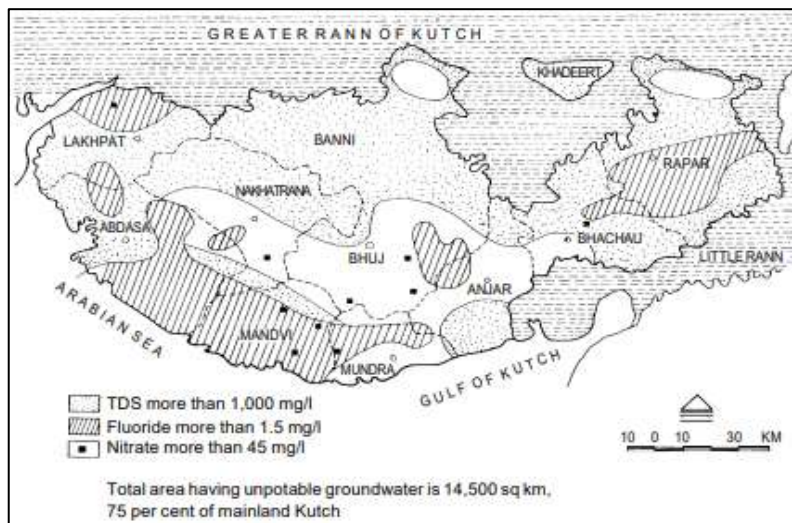 GREATER RANN OF KUTCH
KHADEERT
LAKHPAT
BANNI
RAPAR
NAKHATRANA
ABDASA
BHUJ
BHACHAU
LITTLE RANN
ANJAR
ARABIAN SEA
MANDVI
MUNDRA
GULF OF KUTCH
TDS more than 1,000 mg/l
Fluoride more than 1.5 mg/l
Nitrate more than 45 mg/l
10 0 10 30 KM
Total area having unpotable groundwater is 14,500 sq km,
75 per cent of mainland Kutch